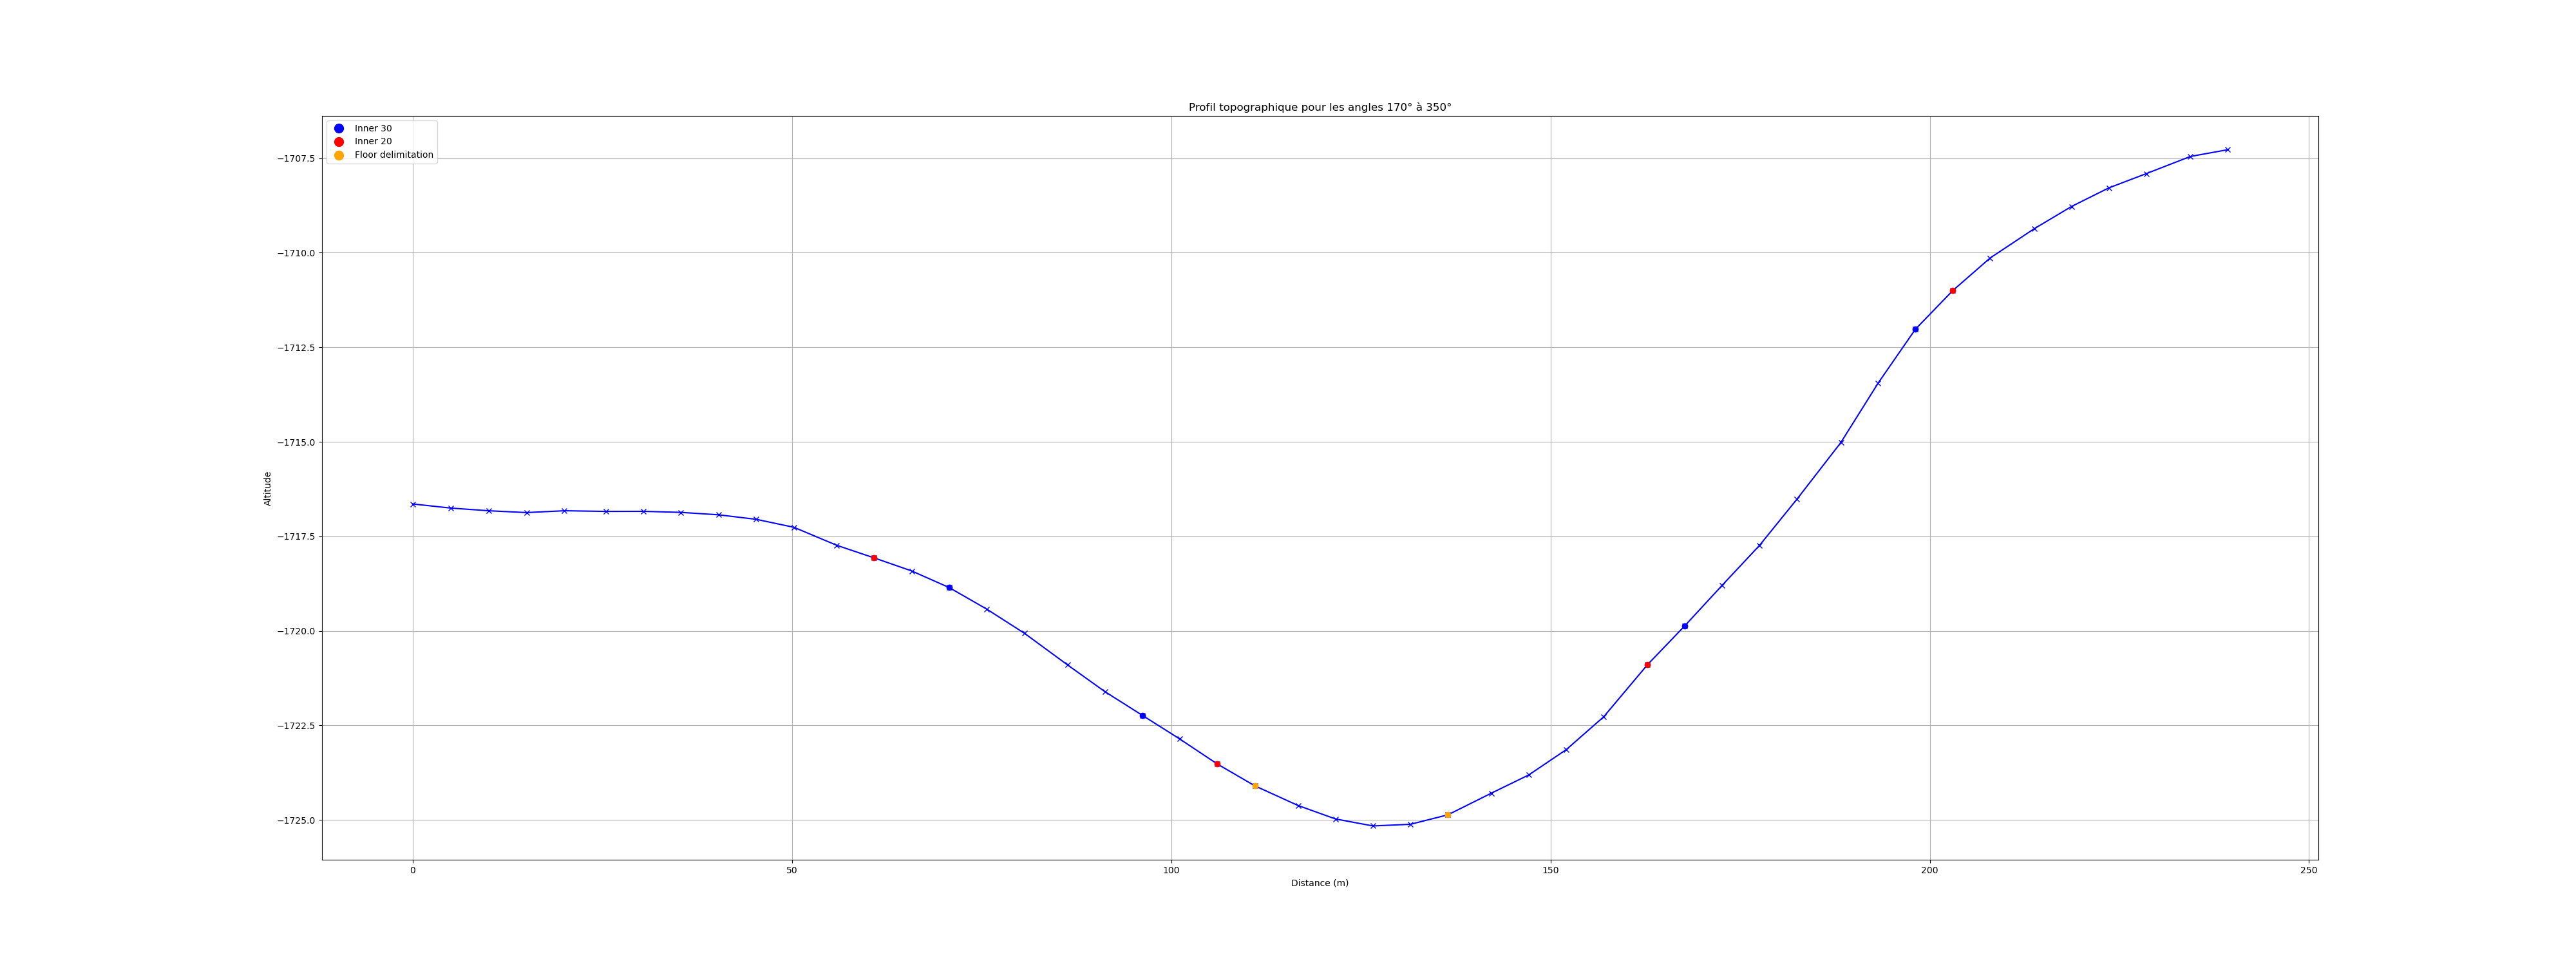 Profil topographique pour les angles 170° à 350°
Inner 30
Inner 20
Floor delimitation
−1707.5
−1710.0
−1712.5
−1715.0
−1717.5
−1720.0
−1722.5
−1725.0
Altitude
0 50 100 150 200 250
Distance (m)